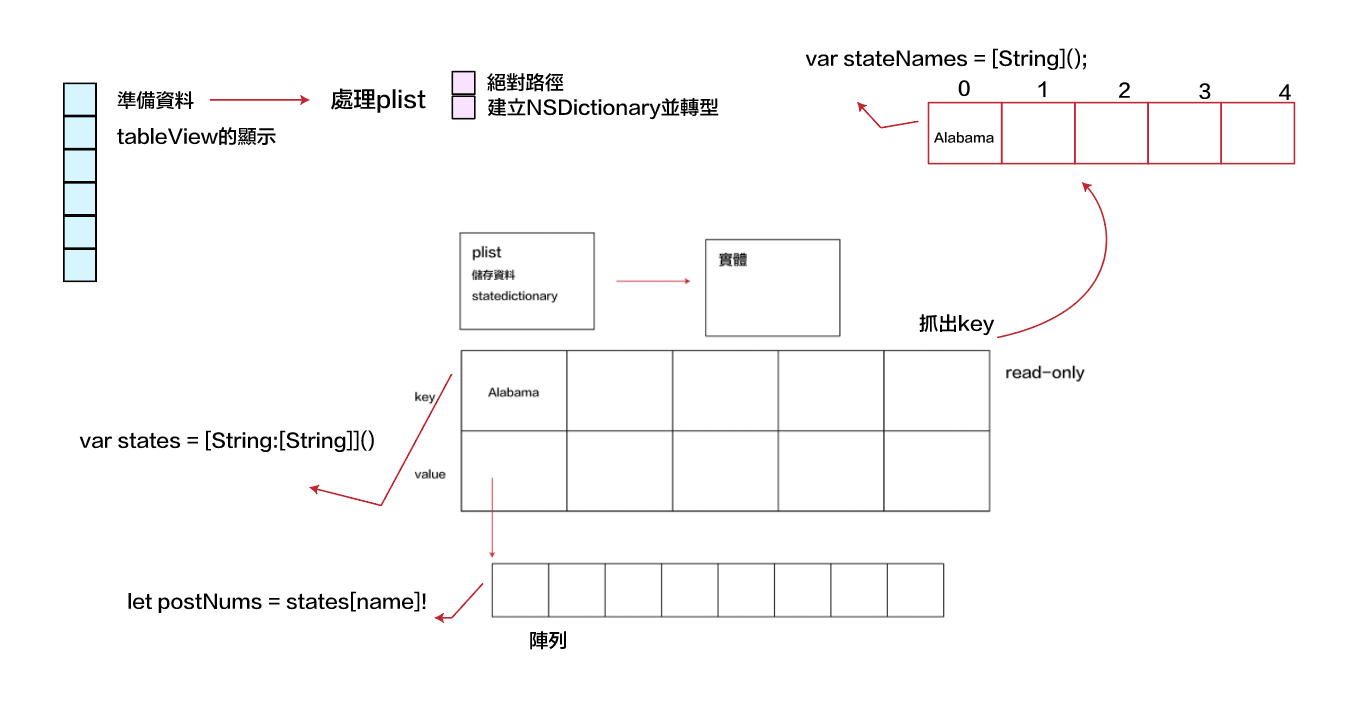 var stateNames = [String]();
0 1 2 3 4
Alabama
準備資料
處理plist
絕對路徑
建立NSDictionary並轉型
tableView的顯示
plist
儲存資料
statedictionary
實體
抓出key
read-only
key
Alabama
var states = [String:[String]]()
value
let postNums = states[name]!
陣列